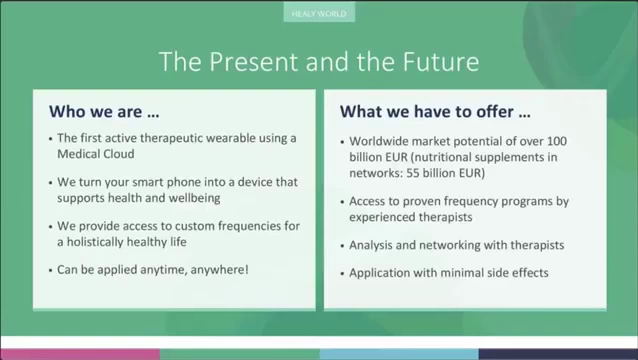 HEALY WORLD
The Present and the Future
Who we are ...
• The first active therapeutic wearable using a
Medical Cloud
• We turn your smart phone into a device that
supports health and wellbeing
• We provide access to custom frequencies for
a holistically healthy life
• Can be applied anytime, anywhere!
What we have to offer ...
• Worldwide market potential of over 100
billion EUR (nutritional supplements in
networks: 55 billion EUR)
• Access to proven frequency programs by
experienced therapists
• Analysis and networking with therapists
• Application with minimal side effects